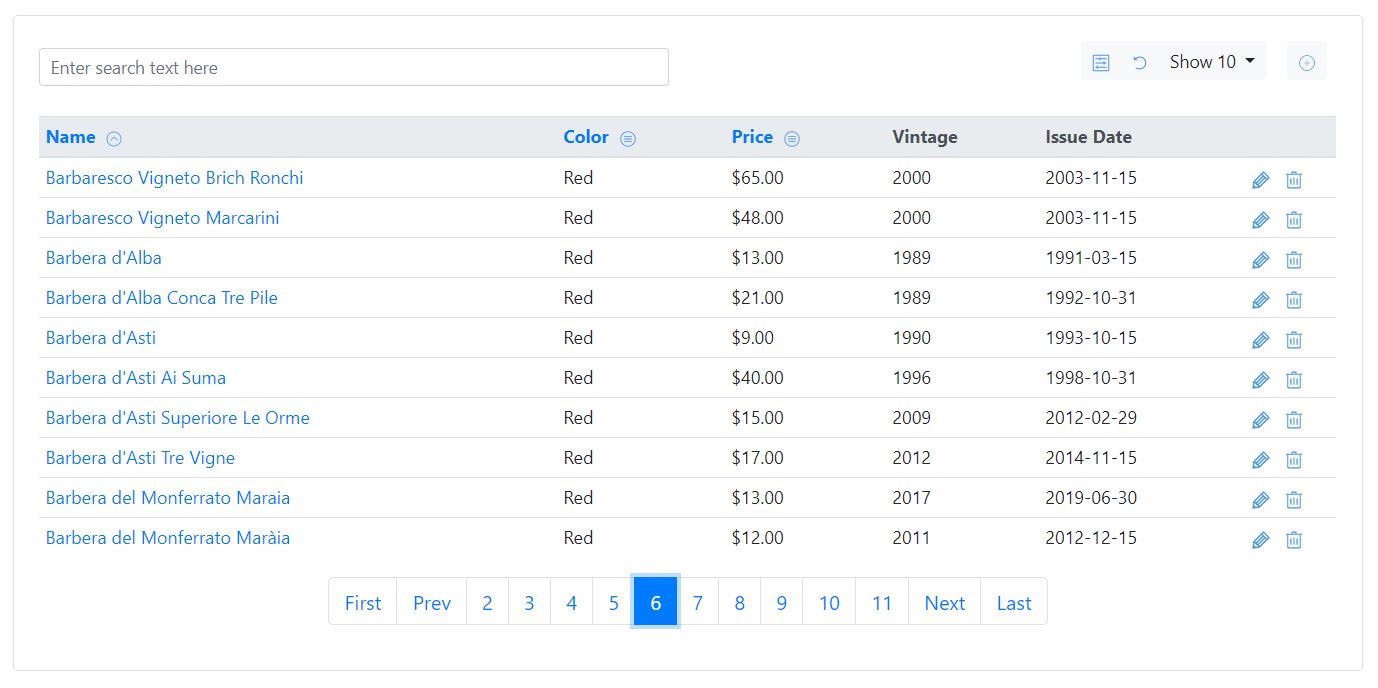 Enter search text here
Show 10
Name Color Price Vintage Issue Date
Barbaresco Vigneto Brich Ronchi Red $65.00 2000 2003-11-15
Barbaresco Vigneto Marcarini Red $48.00 2000 2003-11-15
Barbera d'Alba Red $13.00 1989 1991-03-15
Barbera d'Alba Conca Tre Pile Red $21.00 1989 1992-10-31
Barbera d'Asti Red $9.00 1990 1993-10-15
Barbera d'Asti Ai Suma Red $40.00 1996 1998-10-31
Barbera d'Asti Superiore Le Orme Red $15.00 2009 2012-02-29
Barbera d'Asti Tre Vigne Red $17.00 2012 2014-11-15
Barbera del Monferrato Maraia Red $13.00 2017 2019-06-30
Barbera del Monferrato Maràia Red $12.00 2011 2012-12-15
First Prev 2 3 4 5 6 7 8 9 10 11 Next Last